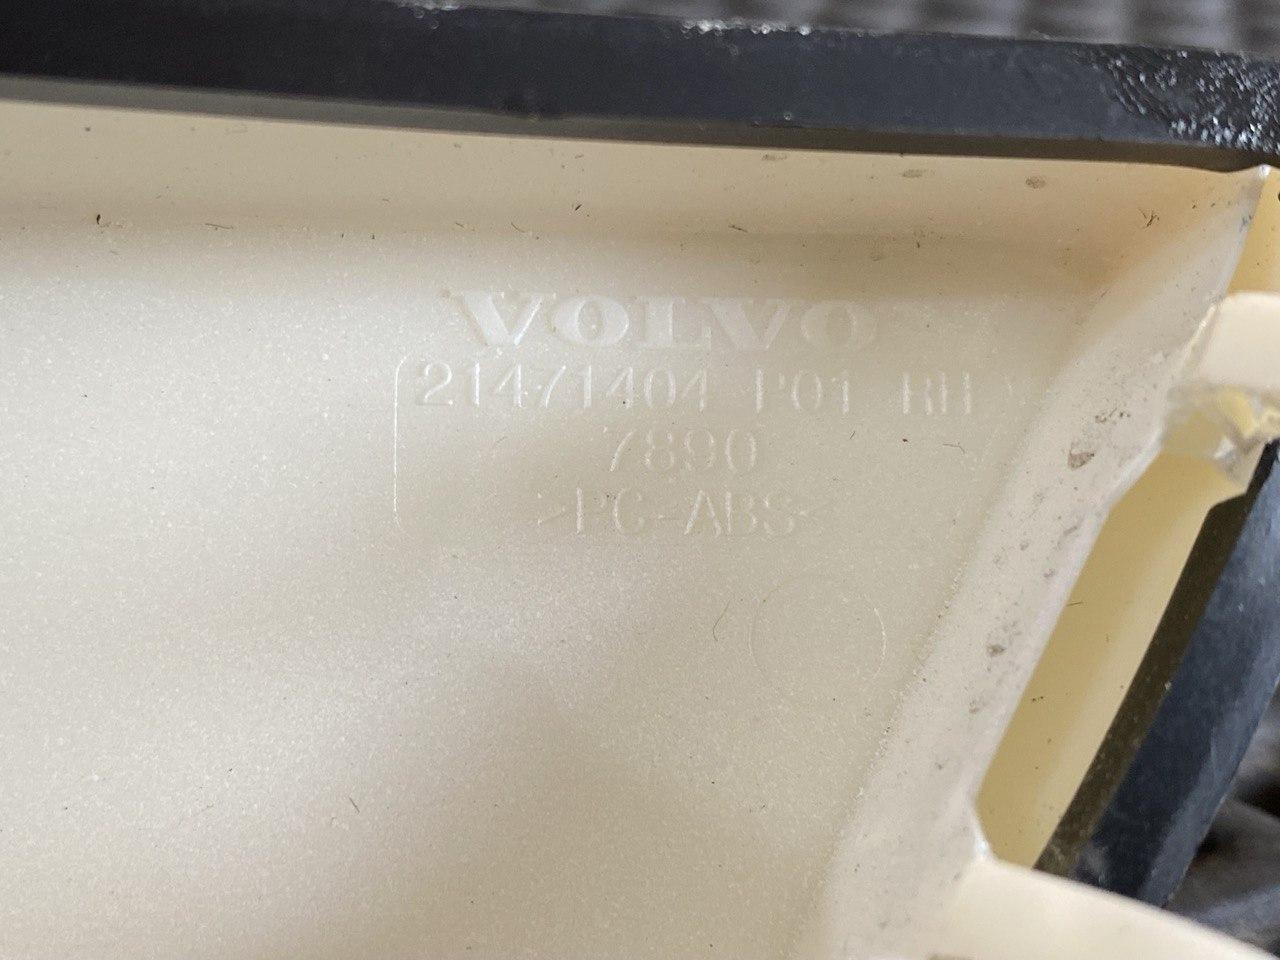 VOLVO
21471404 P01 RH
7890
>PC-ABS<